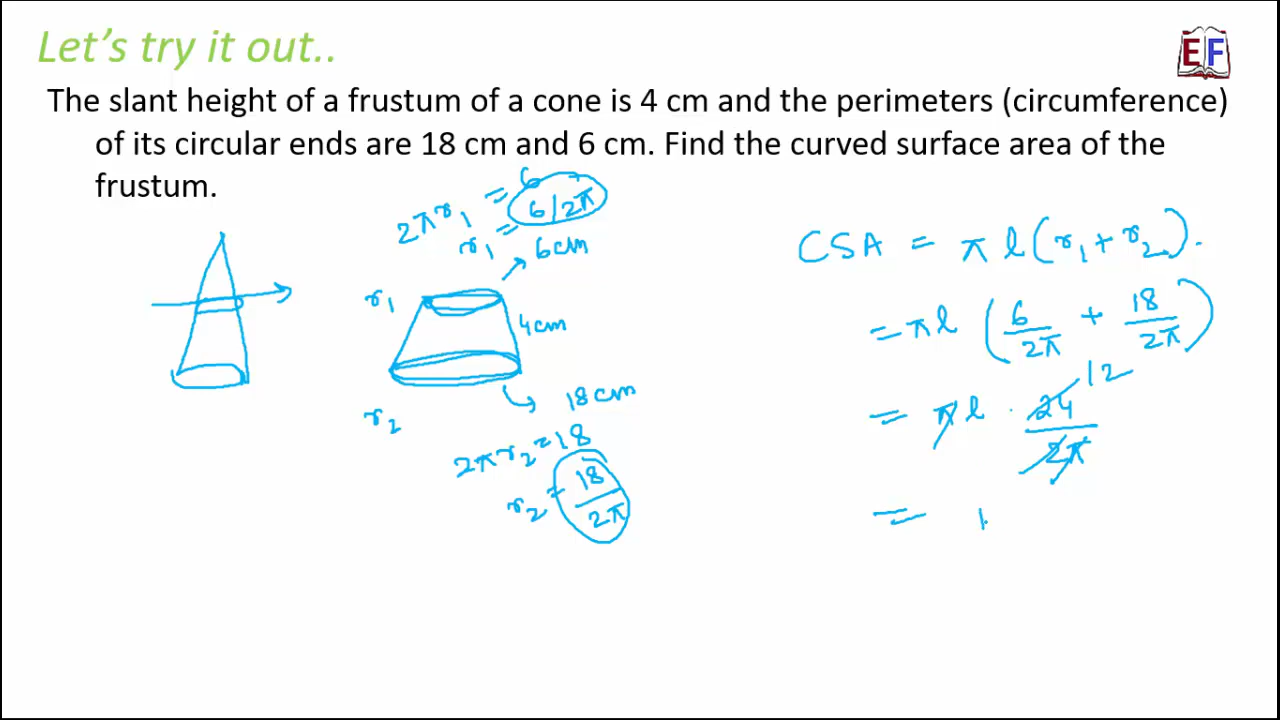 Let's try it out..
EF
The slant height of a frustum of a cone is 4 cm and the perimeters (circumference)
of its circular ends are 18 cm and 6 cm. Find the curved surface area of the
frustum.
2πr₁ = 6
r₁ = 6/2π
6cm
r₁
4cm
18cm
r₂
2πr₂ = 18
r₂ = 18/2π
CSA = πl(r₁+r₂).
= πl (6/2π + 18/2π)
12
= πl · 24/2π
= 1